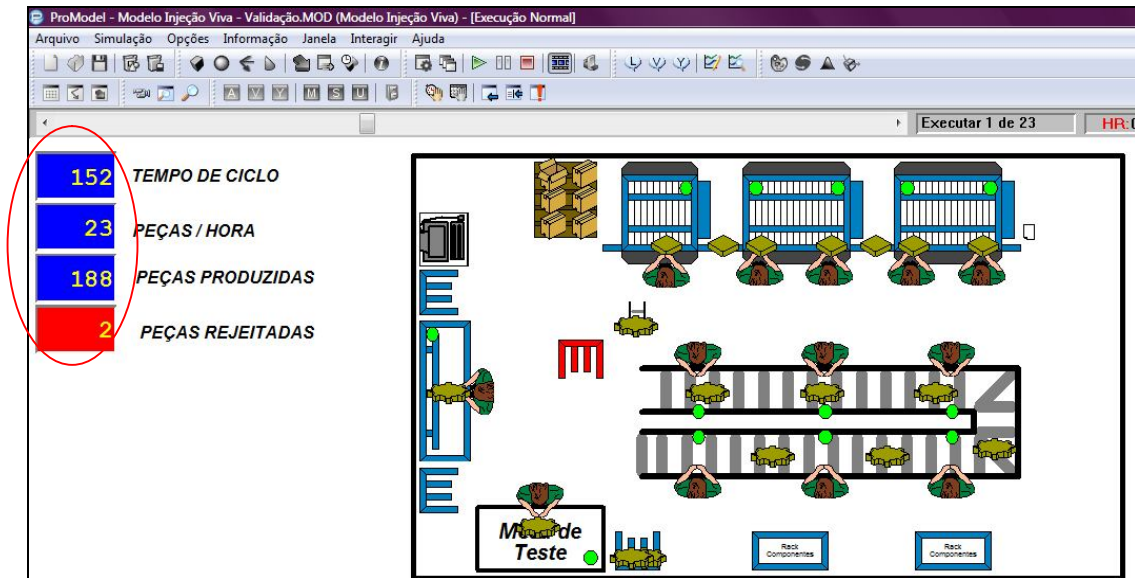 ProModel - Modelo Injeção Viva - Validação.MOD (Modelo Injeção Viva) - [Execução Normal]
Arquivo Simulação Opções Informação Janela Interagir Ajuda
Executar 1 de 23 HR:0
152 TEMPO DE CICLO
23 PEÇAS / HORA
188 PEÇAS PRODUZIDAS
2 PEÇAS REJEITADAS
de
Teste
Rack
Componentes
Rack
Componentes